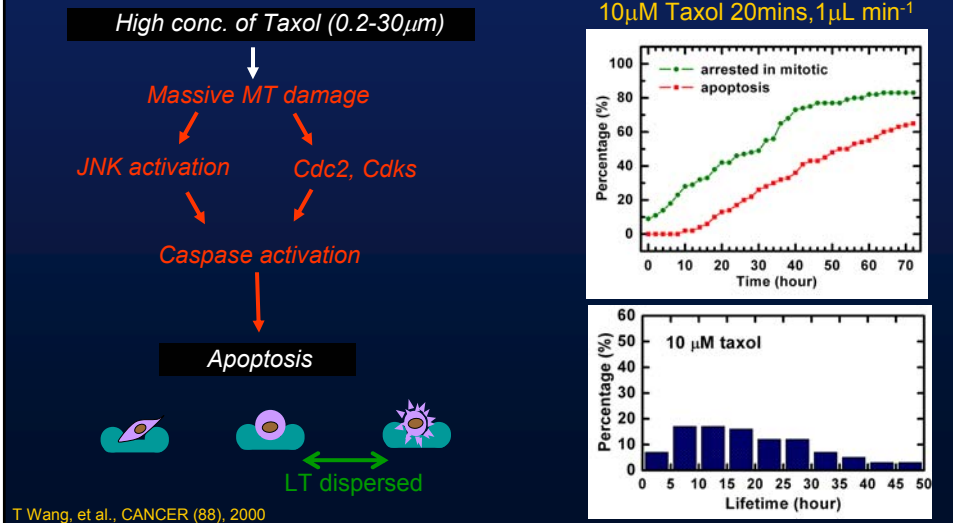 High conc. of Taxol (0.2-30μm)
Massive MT damage
JNK activation
Cdc2, Cdks
Caspase activation
Apoptosis
LT dispersed
T Wang, et al., CANCER (88), 2000
10μM Taxol 20mins,1μL min-1
arrested in mitotic
apoptosis
Percentage (%)
100
80
60
40
20
0
0 10 20 30 40 50 60 70
Time (hour)
10 μM taxol
Percentage (%)
60
50
40
30
20
10
0
0 5 10 15 20 25 30 35 40 45 50
Lifetime (hour)